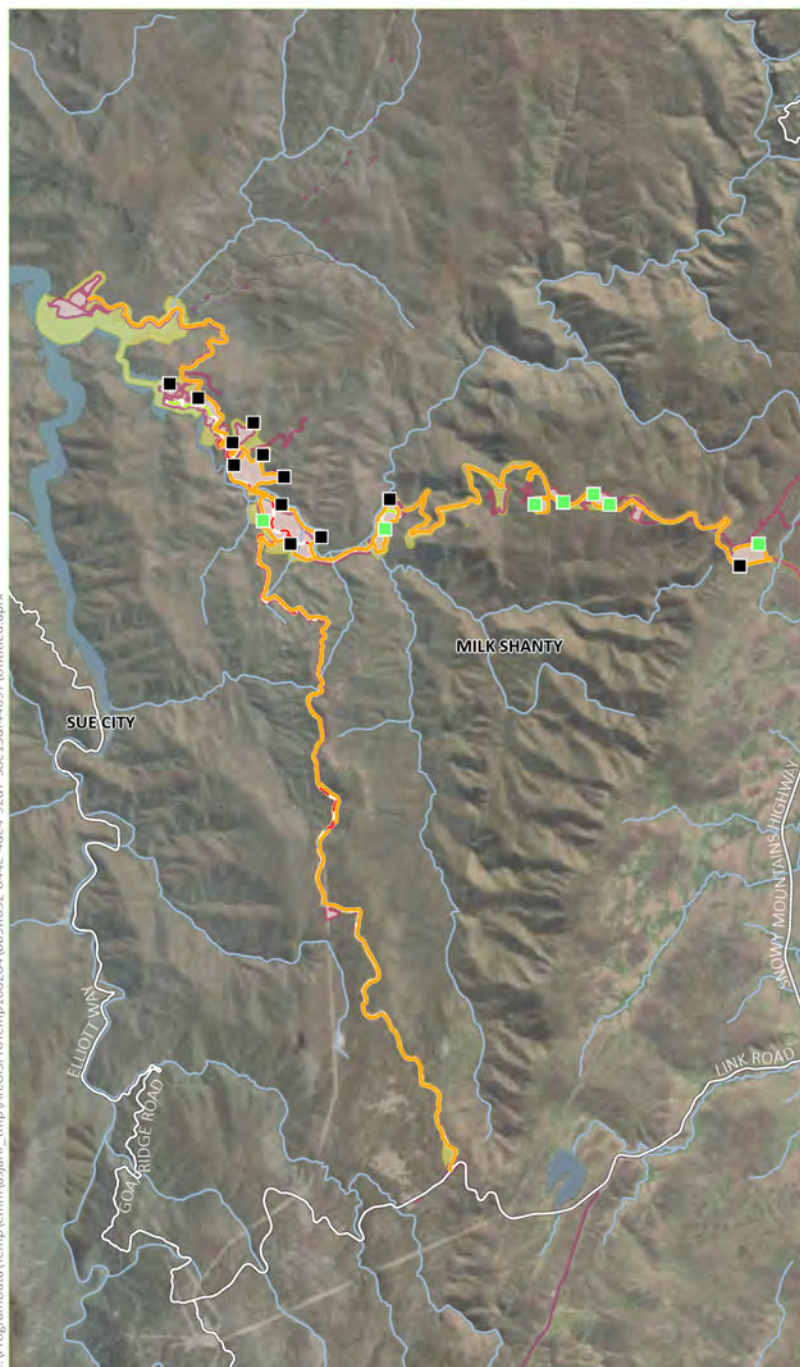 MILK SHANTY
SUE CITY
SNOWY MOUNTAINS HIGHWAY
ELLIOTT WAY
LINK ROAD
GOAT RIDGE ROAD